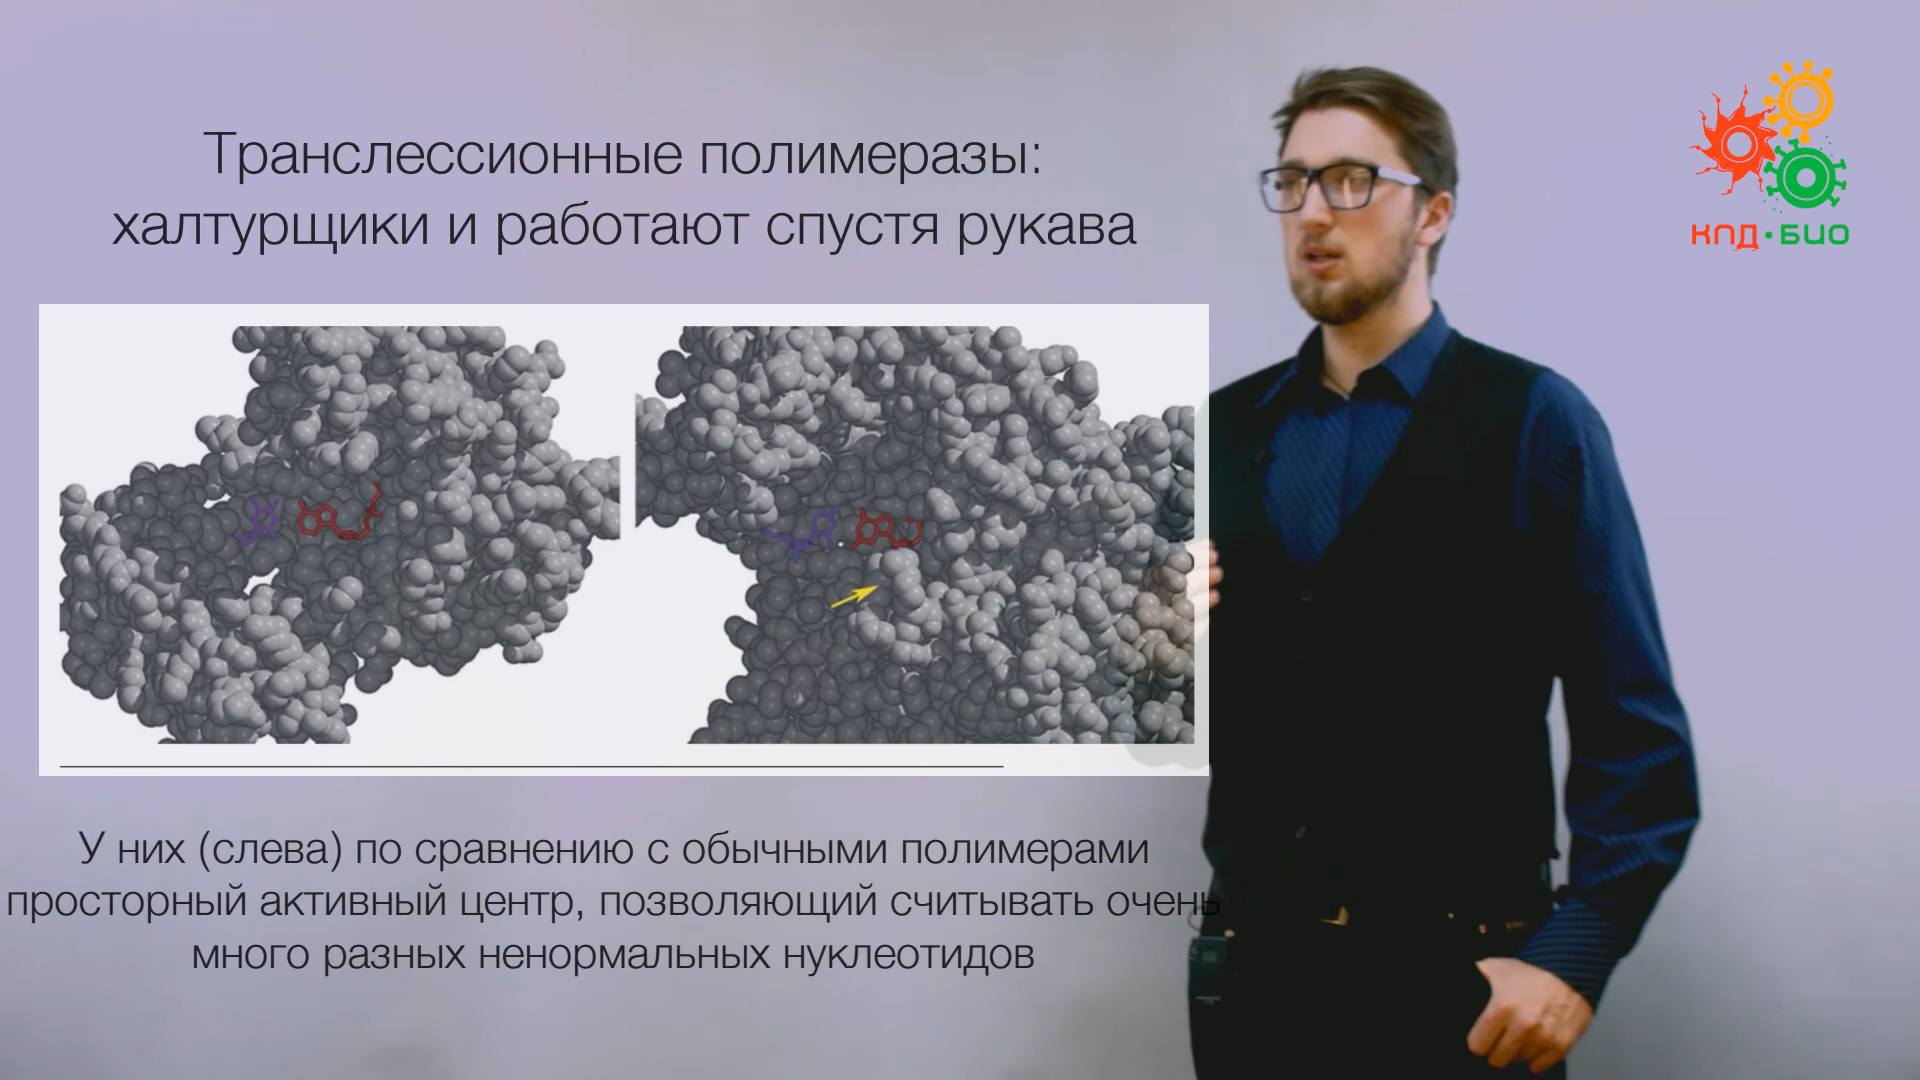 Транслессионные полимеразы:
халтурщики и работают спустя рукава
КПД•БИО
У них (слева) по сравнению с обычными полимерами
просторный активный центр, позволяющий считывать очень
много разных ненормальных нуклеотидов